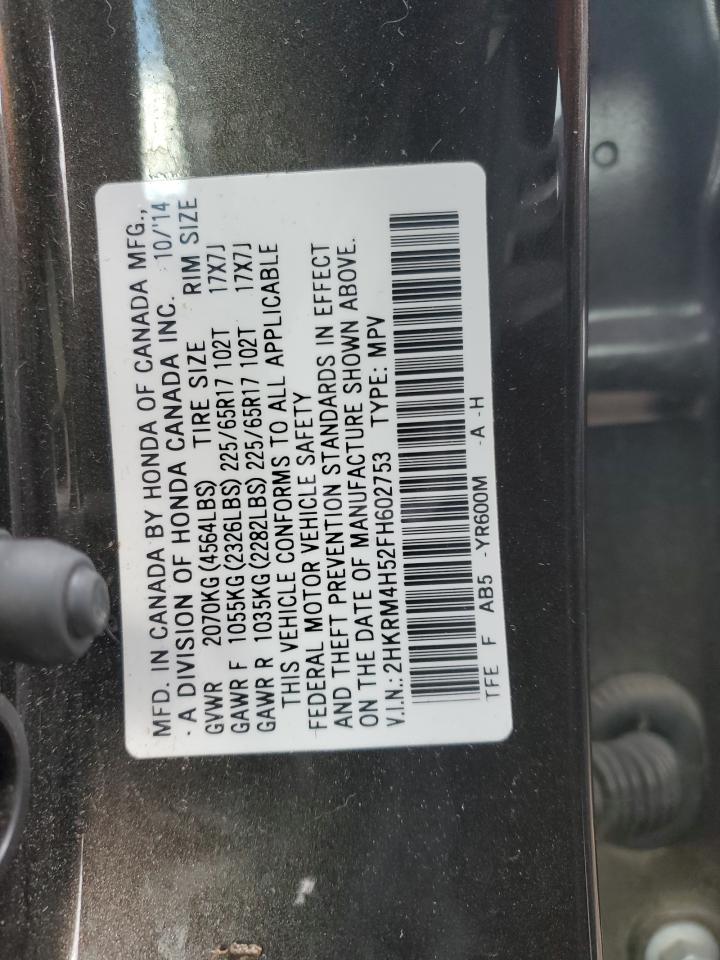 MFD. IN CANADA BY HONDA OF CANADA MFG.,
A DIVISION OF HONDA CANADA INC. 10/'14
GVWR 2070KG (4564LBS) TIRE SIZE RIM SIZE
GAWR F 1055KG (2326LBS) 225/65R17 102T 17X7J
GAWR R 1035KG (2282LBS) 225/65R17 102T 17X7J
THIS VEHICLE CONFORMS TO ALL APPLICABLE
FEDERAL MOTOR VEHICLE SAFETY
AND THEFT PREVENTION STANDARDS IN EFFECT
ON THE DATE OF MANUFACTURE SHOWN ABOVE.
V.I.N.: 2HKRM4H52FH602753 TYPE: MPV
TFE F AB5 -YR600M -A -H